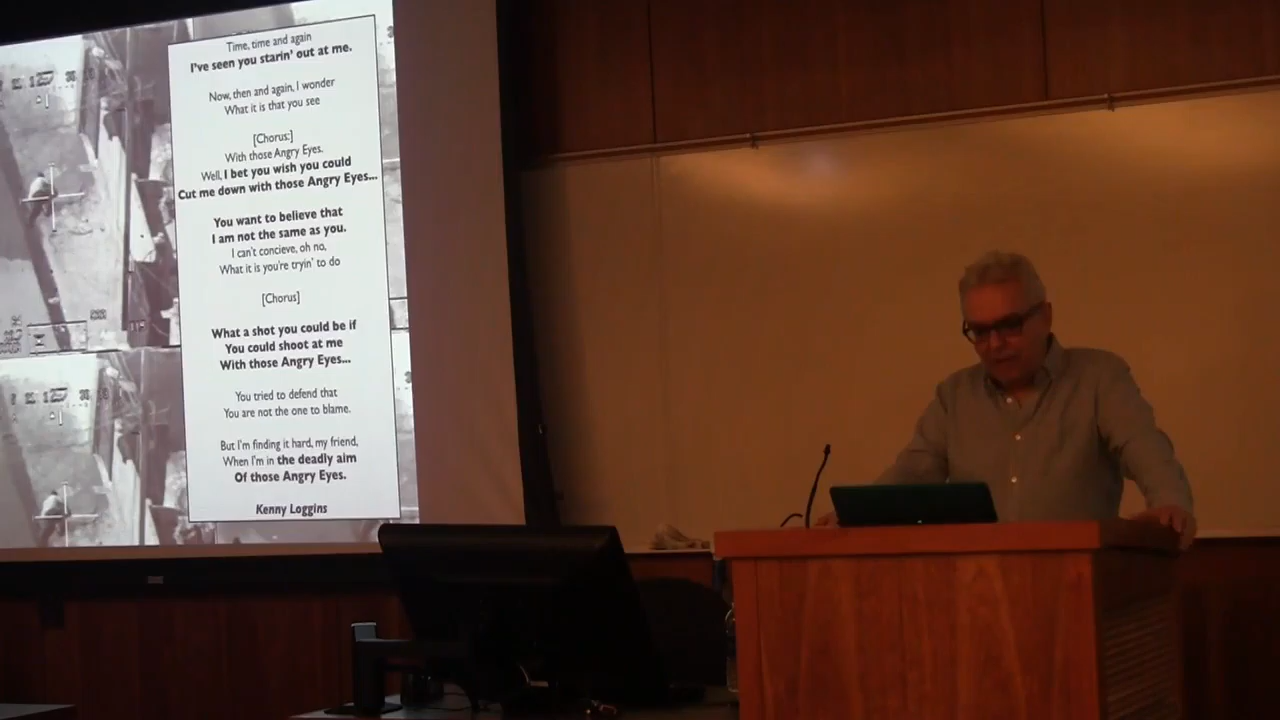 Time, time and again
I've seen you starin' out at me.
Now, then and again, I wonder
What it is that you see
[Chorus:]
With those Angry Eyes.
Well, I bet you wish you could
Cut me down with those Angry Eyes...
You want to believe that
I am not the same as you.
I can't concieve, oh no,
What it is you're tryin' to do
[Chorus]
What a shot you could be if
You could shoot at me
With those Angry Eyes...
You tried to defend that
You are not the one to blame.
But I'm finding it hard, my friend,
When I'm in the deadly aim
Of those Angry Eyes.
Kenny Loggins